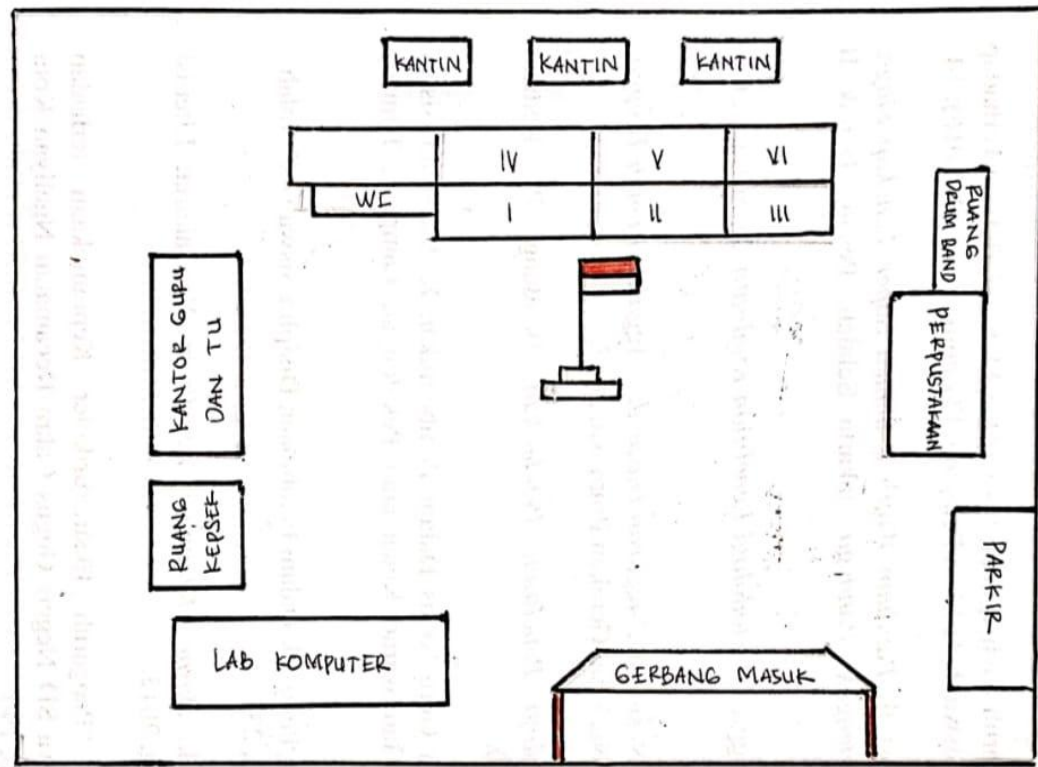 KANTIN
KANTIN
KANTIN
IV
V
VI
WC
I
II
III
RUANG
DRUM BAND
KANTOR GURU
DAN TU
PERPUSTAKAAN
RUANG
KEPSEK
PARKIR
LAB KOMPUTER
GERBANG MASUK